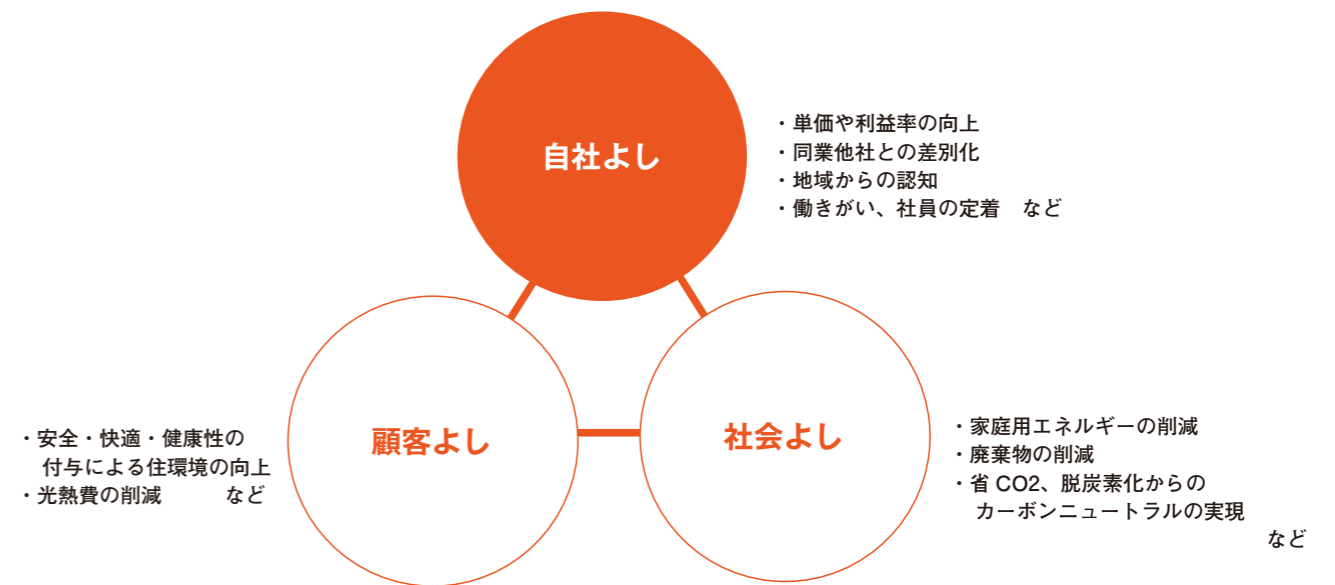 自社よし
・単価や利益率の向上
・同業他社との差別化
・地域からの認知
・働きがい、社員の定着　など
顧客よし
・安全・快適・健康性の
付与による住環境の向上
・光熱費の削減　など
社会よし
・家庭用エネルギーの削減
・廃棄物の削減
・省 CO2、脱炭素化からの
カーボンニュートラルの実現
など